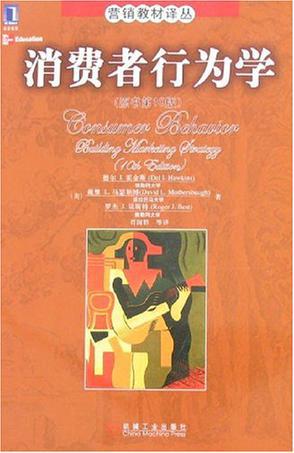 营销教材译丛
Education
消费者行为学
(原书第10版)
Consumer Behavior
Building Marketing Strategy
(10th Edition)
德尔 I. 霍金斯 (Del I. Hawkins)
俄勒冈大学
(美) 戴维 L. 马瑟斯博 (David L. Mothersbaugh) 著
亚拉巴马大学
罗杰 J. 贝斯特 (Roger J. Best)
俄勒冈大学
符国群 等译
机械工业出版社
China Machine Press